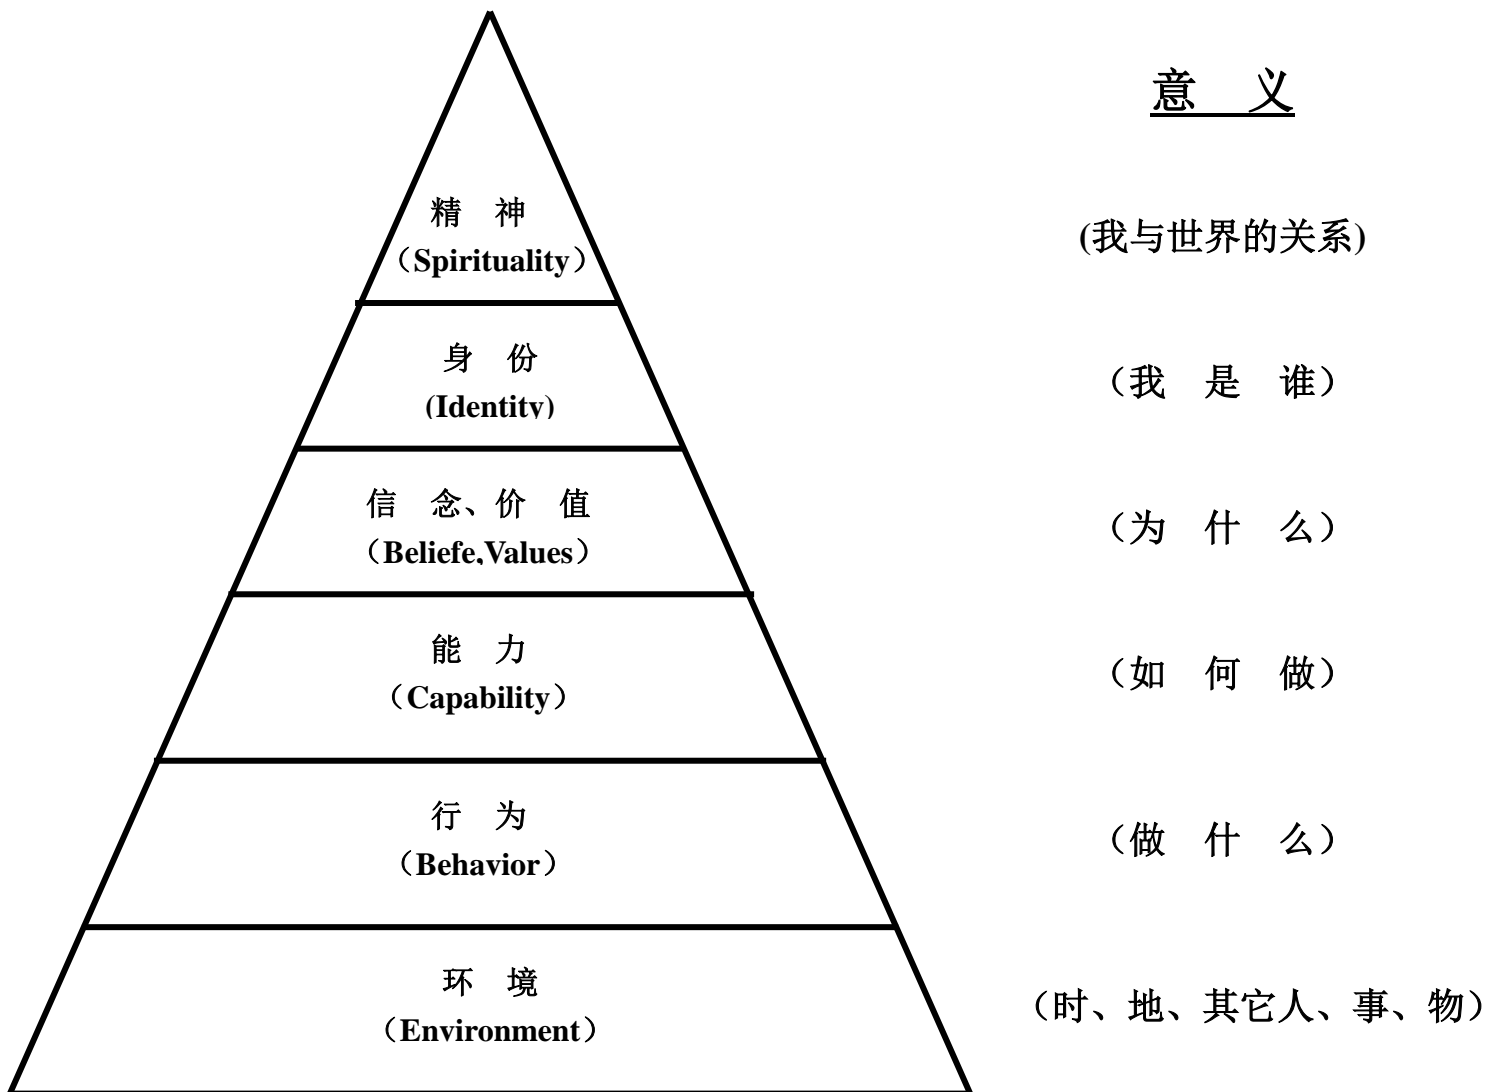 意 义
精 神
（Spirituality）
(我与世界的关系)
身 份
(Identity)
（我 是 谁）
信 念、价 值
（Beliefe,Values）
（为 什 么）
能 力
（Capability）
（如 何 做）
行 为
（Behavior）
（做 什 么）
环 境
（Environment）
（时、地、其它人、事、物）